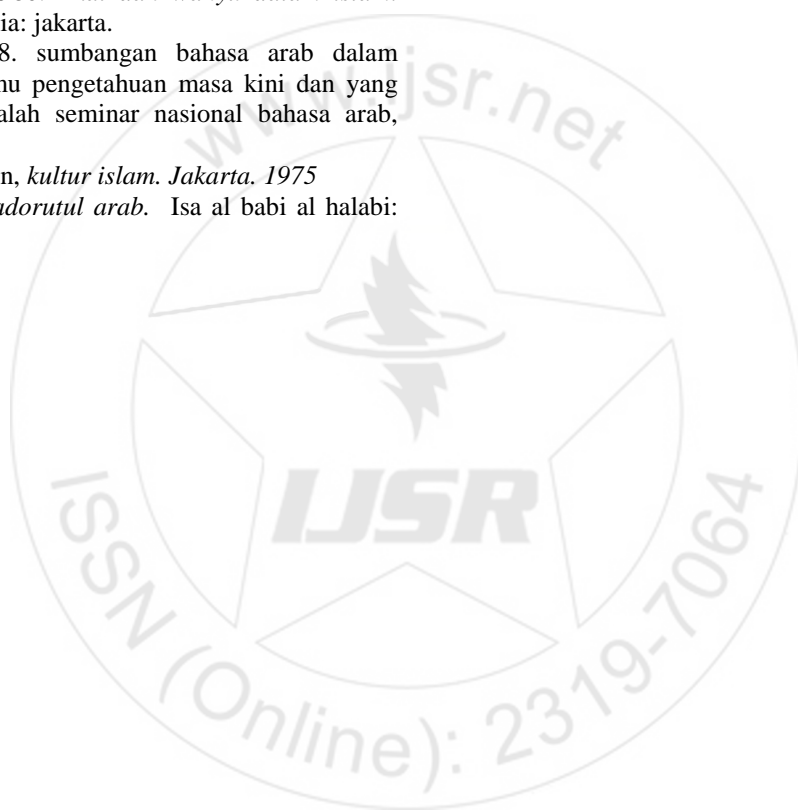 ia: jakarta.
8. sumbangan bahasa arab dalam
nu pengetahuan masa kini dan yang
alah seminar nasional bahasa arab,
n, kultur islam. Jakarta. 1975
adorutul arab. Isa al babi al halabi:
www.ijsr.net
IJSR
ISSN (Online): 2319-7064